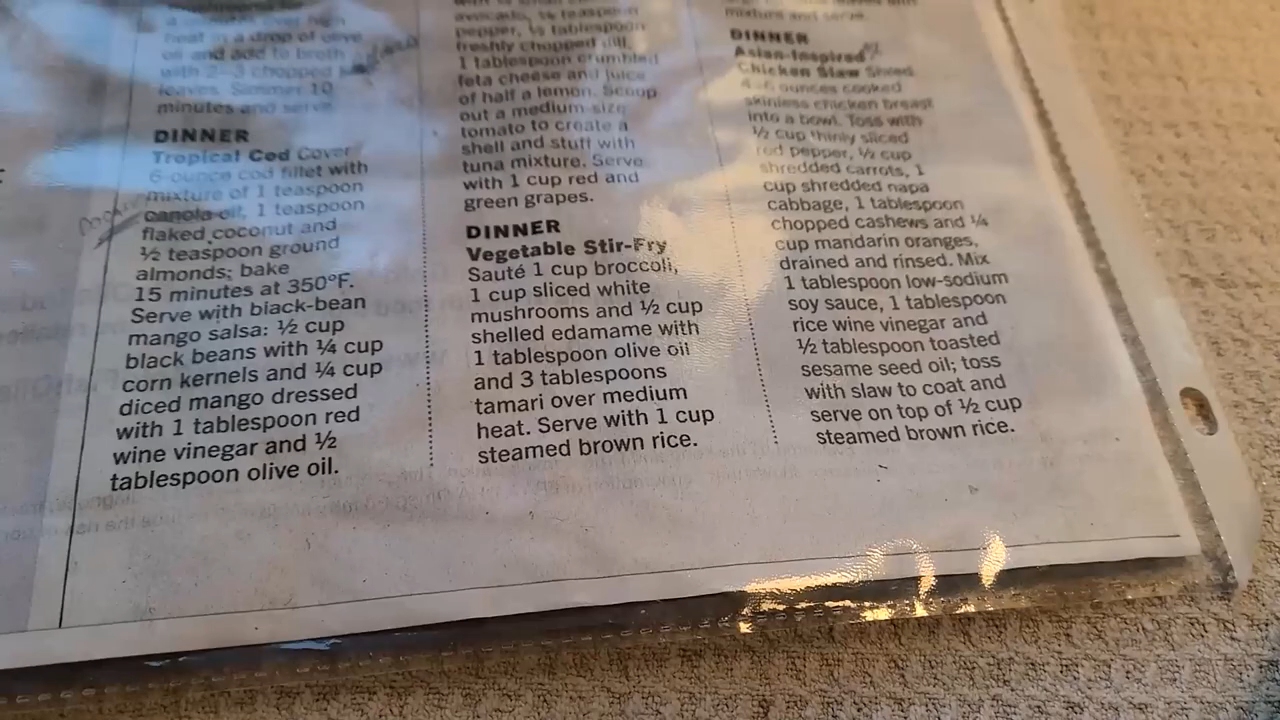 4 minutes over high
heat in a drop of olive
oil and add to broth
with 2–3 chopped
leaves. Simmer 10
minutes and serve
DINNER
Tropical Cod Cover
6-ounce cod fillet with
mixture of 1 teaspoon
canola oil, 1 teaspoon
flaked coconut and
½ teaspoon ground
almonds; bake
15 minutes at 350°F.
Serve with black-bean
mango salsa: ½ cup
black beans with ¼ cup
corn kernels and ¼ cup
diced mango dressed
with 1 tablespoon red
wine vinegar and ½
tablespoon olive oil.
avocado, ⅛ teaspoon
pepper, ½ tablespoon
freshly chopped dill,
1 tablespoon crumbled
feta cheese and juice
of half a lemon. Scoop
out a medium-size
tomato to create a
shell and stuff with
tuna mixture. Serve
with 1 cup red and
green grapes.
DINNER
Vegetable Stir-Fry
Sauté 1 cup broccoli,
1 cup sliced white
mushrooms and ½ cup
shelled edamame with
1 tablespoon olive oil
and 3 tablespoons
tamari over medium
heat. Serve with 1 cup
steamed brown rice.
mixture and serve.
DINNER
Asian-Inspired
Chicken Slaw Shred
4–6 ounces cooked
skinless chicken breast
into a bowl. Toss with
½ cup thinly sliced
red pepper, ½ cup
shredded carrots, 1
cup shredded napa
cabbage, 1 tablespoon
chopped cashews and ¼
cup mandarin oranges,
drained and rinsed. Mix
1 tablespoon low-sodium
soy sauce, 1 tablespoon
rice wine vinegar and
½ tablespoon toasted
sesame seed oil; toss
with slaw to coat and
serve on top of ½ cup
steamed brown rice.